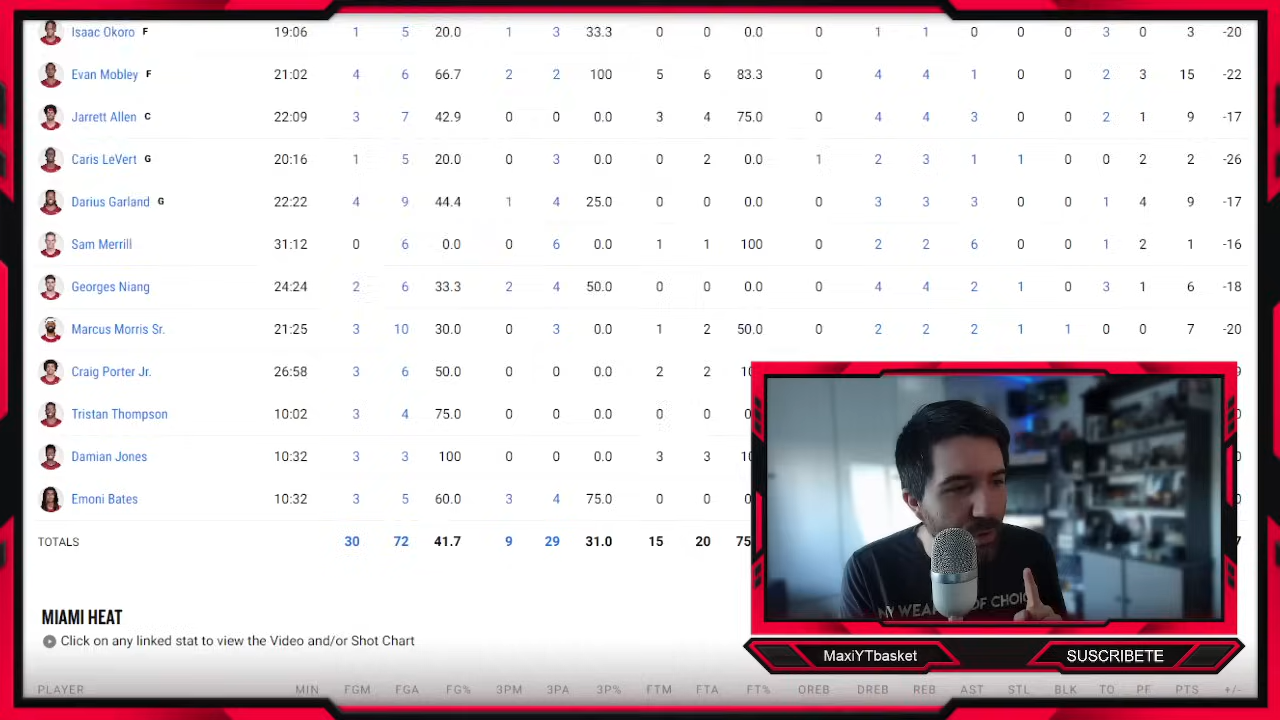 Isaac Okoro F 19:06 1 5 20.0 1 3 33.3 0 0 0.0 0 1 1 0 0 0 3 0 3 -20
Evan Mobley F 21:02 4 6 66.7 2 2 100 5 6 83.3 0 4 4 1 0 0 2 3 15 -22
Jarrett Allen C 22:09 3 7 42.9 0 0 0.0 3 4 75.0 0 4 4 3 0 0 2 1 9 -17
Caris LeVert G 20:16 1 5 20.0 0 3 0.0 0 2 0.0 1 2 3 1 1 0 0 2 2 -26
Darius Garland G 22:22 4 9 44.4 1 4 25.0 0 0 0.0 0 3 3 3 0 0 1 4 9 -17
Sam Merrill 31:12 0 6 0.0 0 6 0.0 1 1 100 0 2 2 6 0 0 1 2 1 -16
Georges Niang 24:24 2 6 33.3 2 4 50.0 0 0 0.0 0 4 4 2 1 0 3 1 6 -18
Marcus Morris Sr. 21:25 3 10 30.0 0 3 0.0 1 2 50.0 0 2 2 2 1 1 0 0 7 -20
Craig Porter Jr. 26:58 3 6 50.0 0 0 0.0 2 2
Tristan Thompson 10:02 3 4 75.0 0 0 0.0 0 0
Damian Jones 10:32 3 3 100 0 0 0.0 3 3
Emoni Bates 10:32 3 5 60.0 3 4 75.0 0 0
TOTALS 30 72 41.7 9 29 31.0 15 20
MIAMI HEAT
Click on any linked stat to view the Video and/or Shot Chart
MaxiYTbasket SUSCRIBETE
PLAYER MIN FGM FGA FG% 3PM 3PA 3P% FTM FTA FT% OREB DREB REB AST STL BLK TO PF PTS +/-